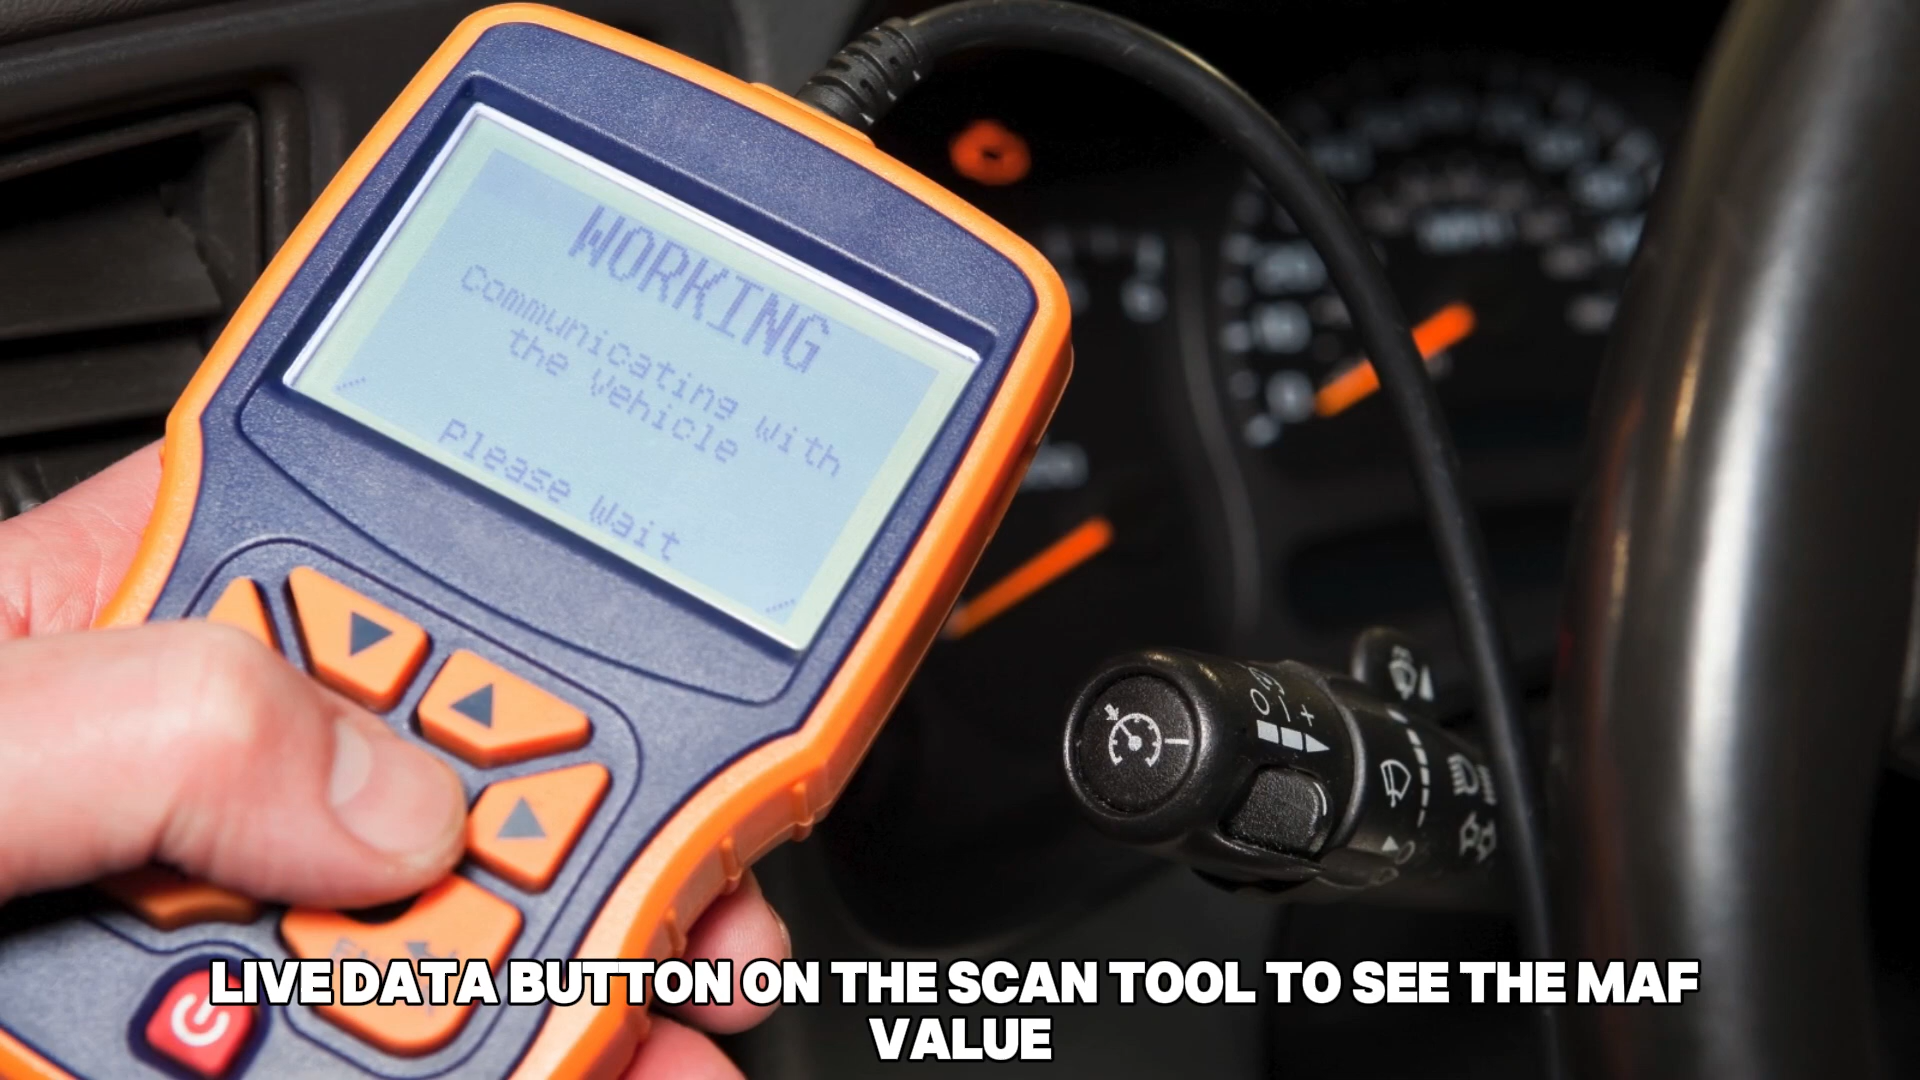 WORKING
Communicating with
the Vehicle
Please Wait
LIVE DATA BUTTON ON THE SCAN TOOL TO SEE THE MAF
VALUE